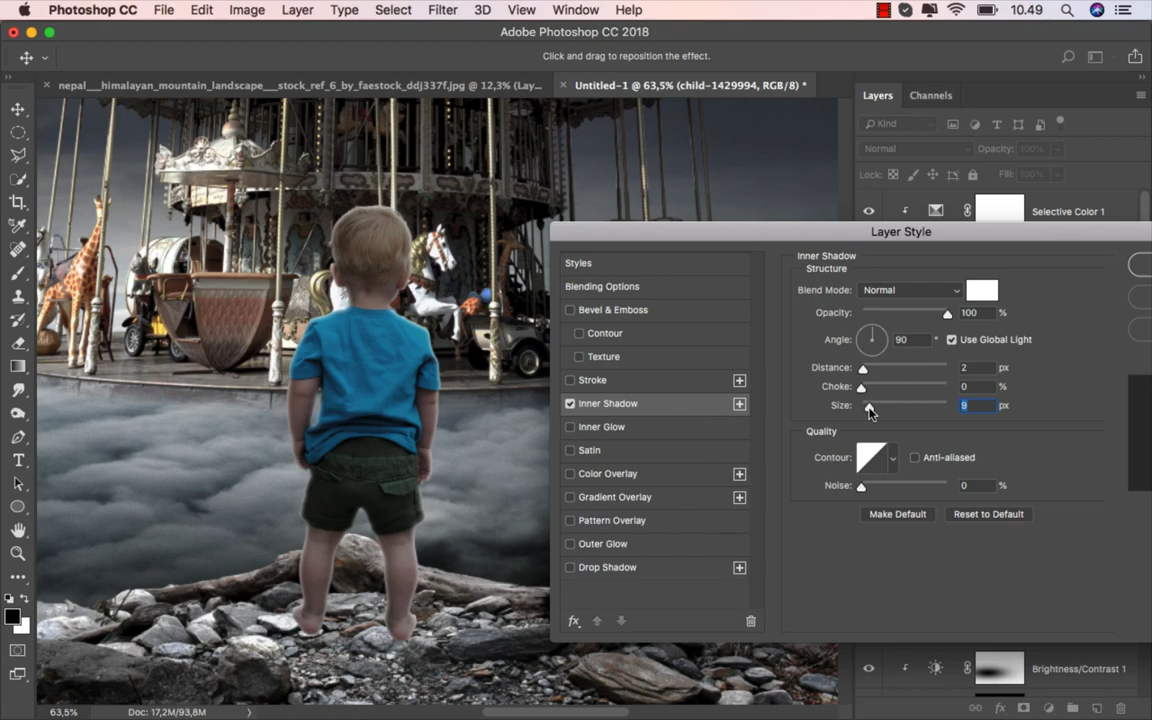 Photoshop CC File Edit Image Layer Type Select Filter 3D View Window Help 10.49
Adobe Photoshop CC 2018
Click and drag to reposition the effect.
nepal___himalayan_mountain_landscape___stock_ref_6_by_faestock_ddj337f.jpg @ 12,3% (Lay... Untitled-1 @ 63,5% (child-1429994, RGB/8) *
Layers Channels
Kind
Normal Opacity: 100%
Lock: Fill: 100%
Selective Color 1
Layer Style
Styles
Blending Options
Bevel & Emboss
Contour
Texture
Stroke
Inner Shadow
Inner Glow
Satin
Color Overlay
Gradient Overlay
Pattern Overlay
Outer Glow
Drop Shadow
fx
Inner Shadow
Structure
Blend Mode: Normal
Opacity: 100 %
Angle: 90 ° Use Global Light
Distance: 2 px
Choke: 0 %
Size: 9 px
Quality
Contour: Anti-aliased
Noise: 0 %
Make Default Reset to Default
Brightness/Contrast 1
63,5% Doc: 17,2M/93,8M
fx